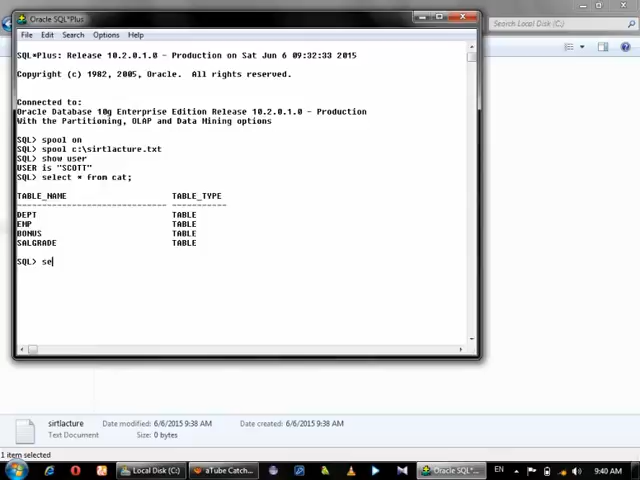 Oracle SQL*Plus
File Edit Search Options Help
Search Local Disk (C:)
SQL*Plus: Release 10.2.0.1.0 - Production on Sat Jun 6 09:32:33 2015
Copyright (c) 1982, 2005, Oracle. All rights reserved.
Connected to:
Oracle Database 10g Enterprise Edition Release 10.2.0.1.0 - Production
With the Partitioning, OLAP and Data Mining options
SQL> spool on
SQL> spool c:\sirtlacture.txt
SQL> show user
USER is "SCOTT"
SQL> select * from cat;
TABLE_NAME TABLE_TYPE
------------------------------ -----------
DEPT TABLE
EMP TABLE
BONUS TABLE
SALGRADE TABLE
SQL> se
sirtlacture Date modified: 6/6/2015 9:38 AM Date created: 6/6/2015 9:38 AM
Text Document Size: 0 bytes
1 item selected
Local Disk (C:) aTube Catch... Oracle SQL*... EN 9:40 AM